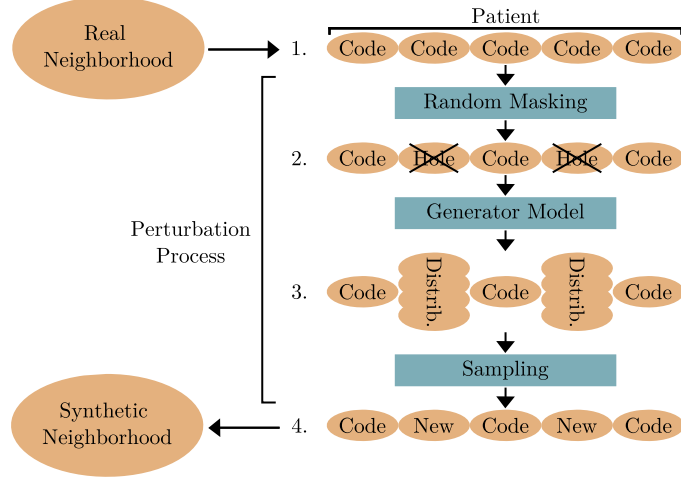 Patient
Real
Neighborhood
1. Code Code Code Code Code
Random Masking
2. Code Hole Code Hole Code
Generator Model
Perturbation
Process
3. Code Distrib. Code Distrib. Code
Sampling
Synthetic
Neighborhood
4. Code New Code New Code